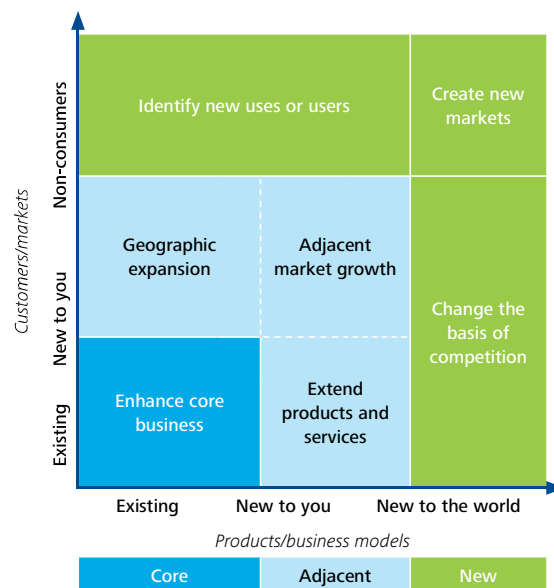 Non-consumers
Identify new uses or users
Create new
markets
Customers/markets
New to you
Geographic
expansion
Adjacent
market growth
Change the
basis of
competition
Existing
Enhance core
business
Extend
products and
services
Existing
New to you
New to the world
Products/business models
Core
Adjacent
New